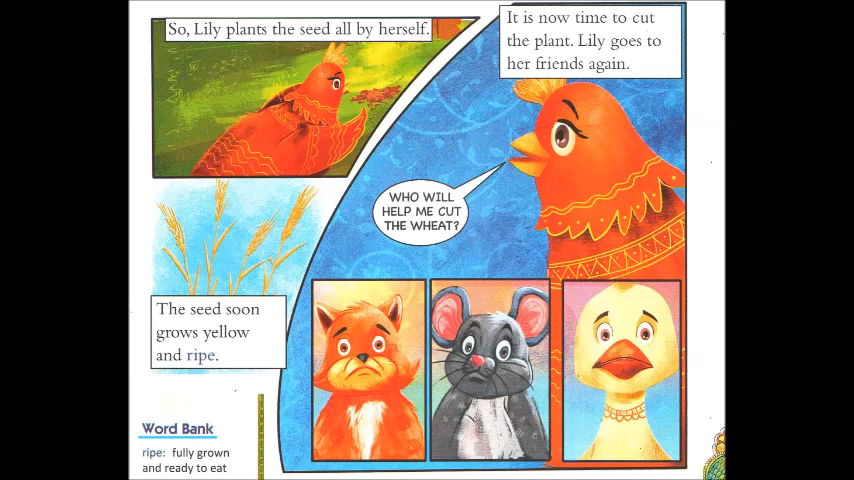 So, Lily plants the seed all by herself.
The seed soon
grows yellow
and ripe.
It is now time to cut
the plant. Lily goes to
her friends again.
WHO WILL
HELP ME CUT
THE WHEAT?
Word Bank
ripe: fully grown
and ready to eat